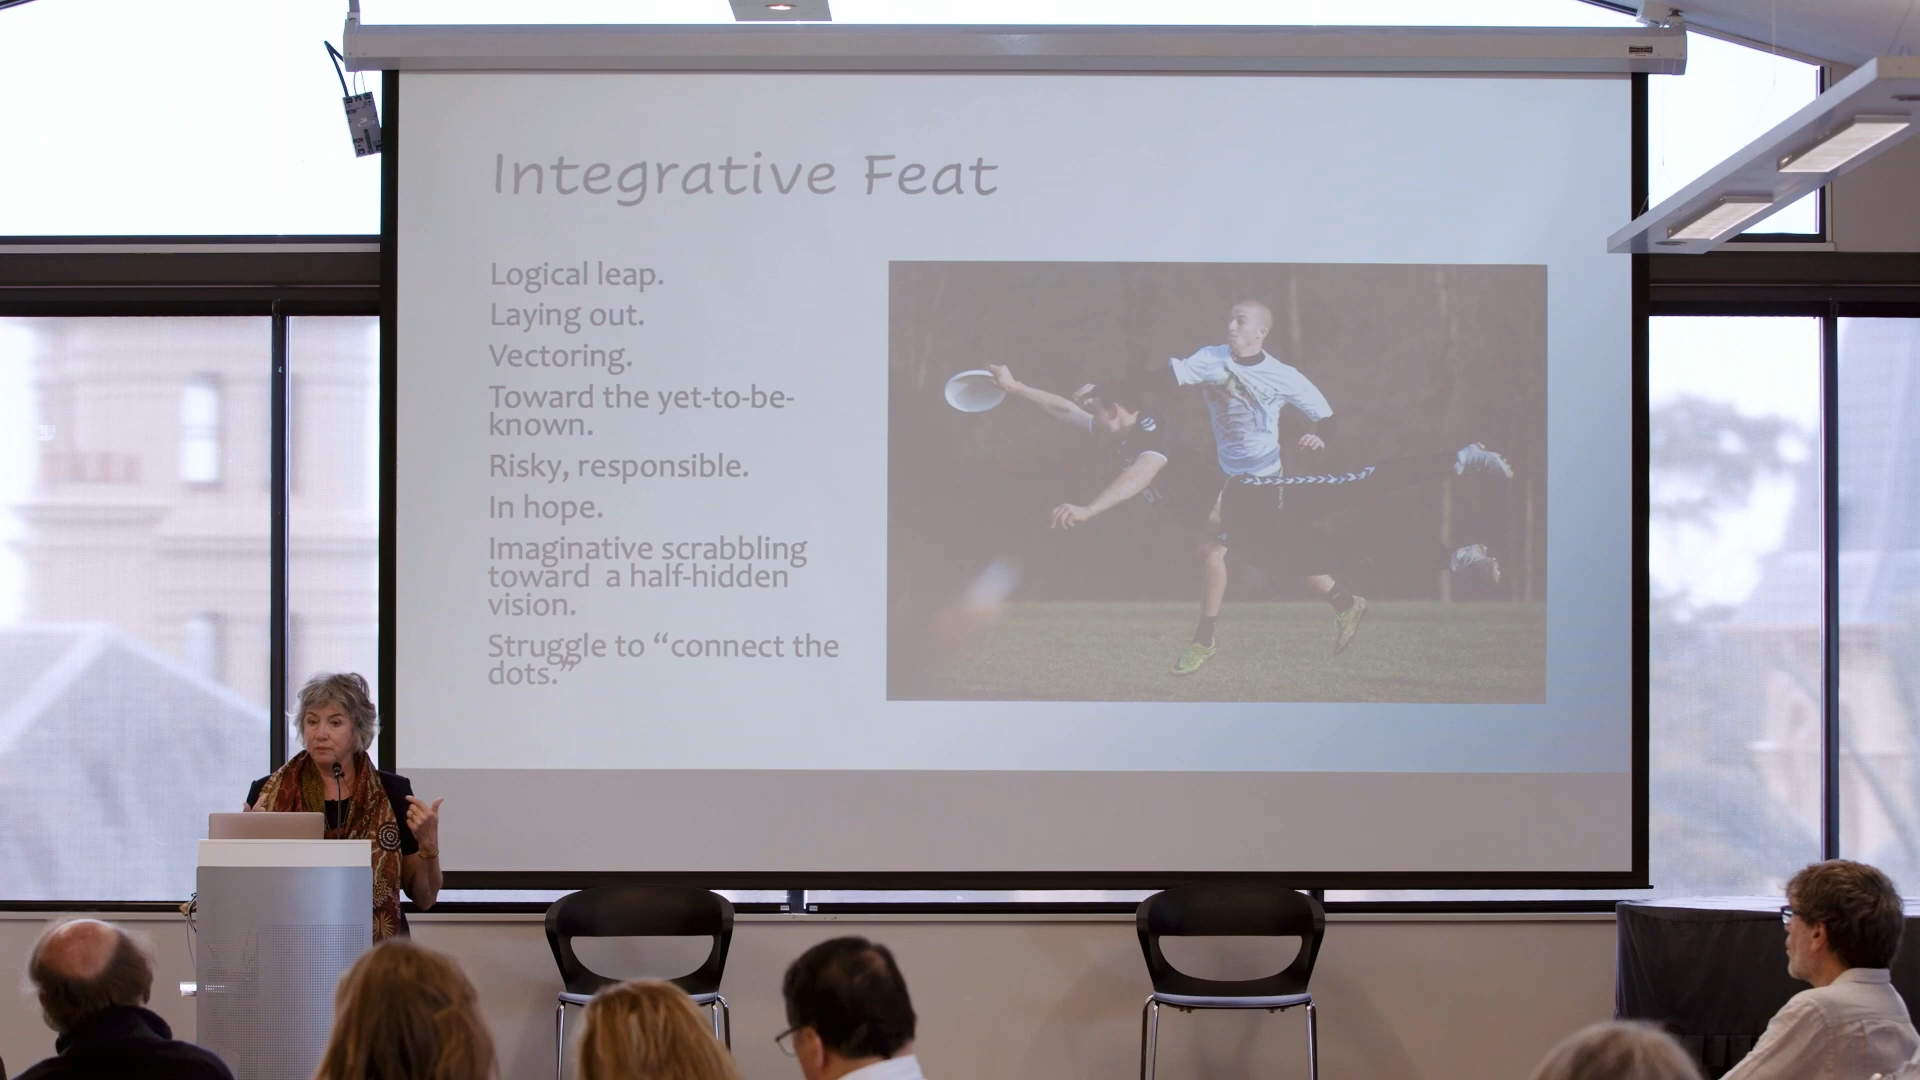 Integrative Feat
Logical leap.
Laying out.
Vectoring.
Toward the yet-to-be-
known.
Risky, responsible.
In hope.
Imaginative scrabbling
toward a half-hidden
vision.
Struggle to “connect the
dots.”